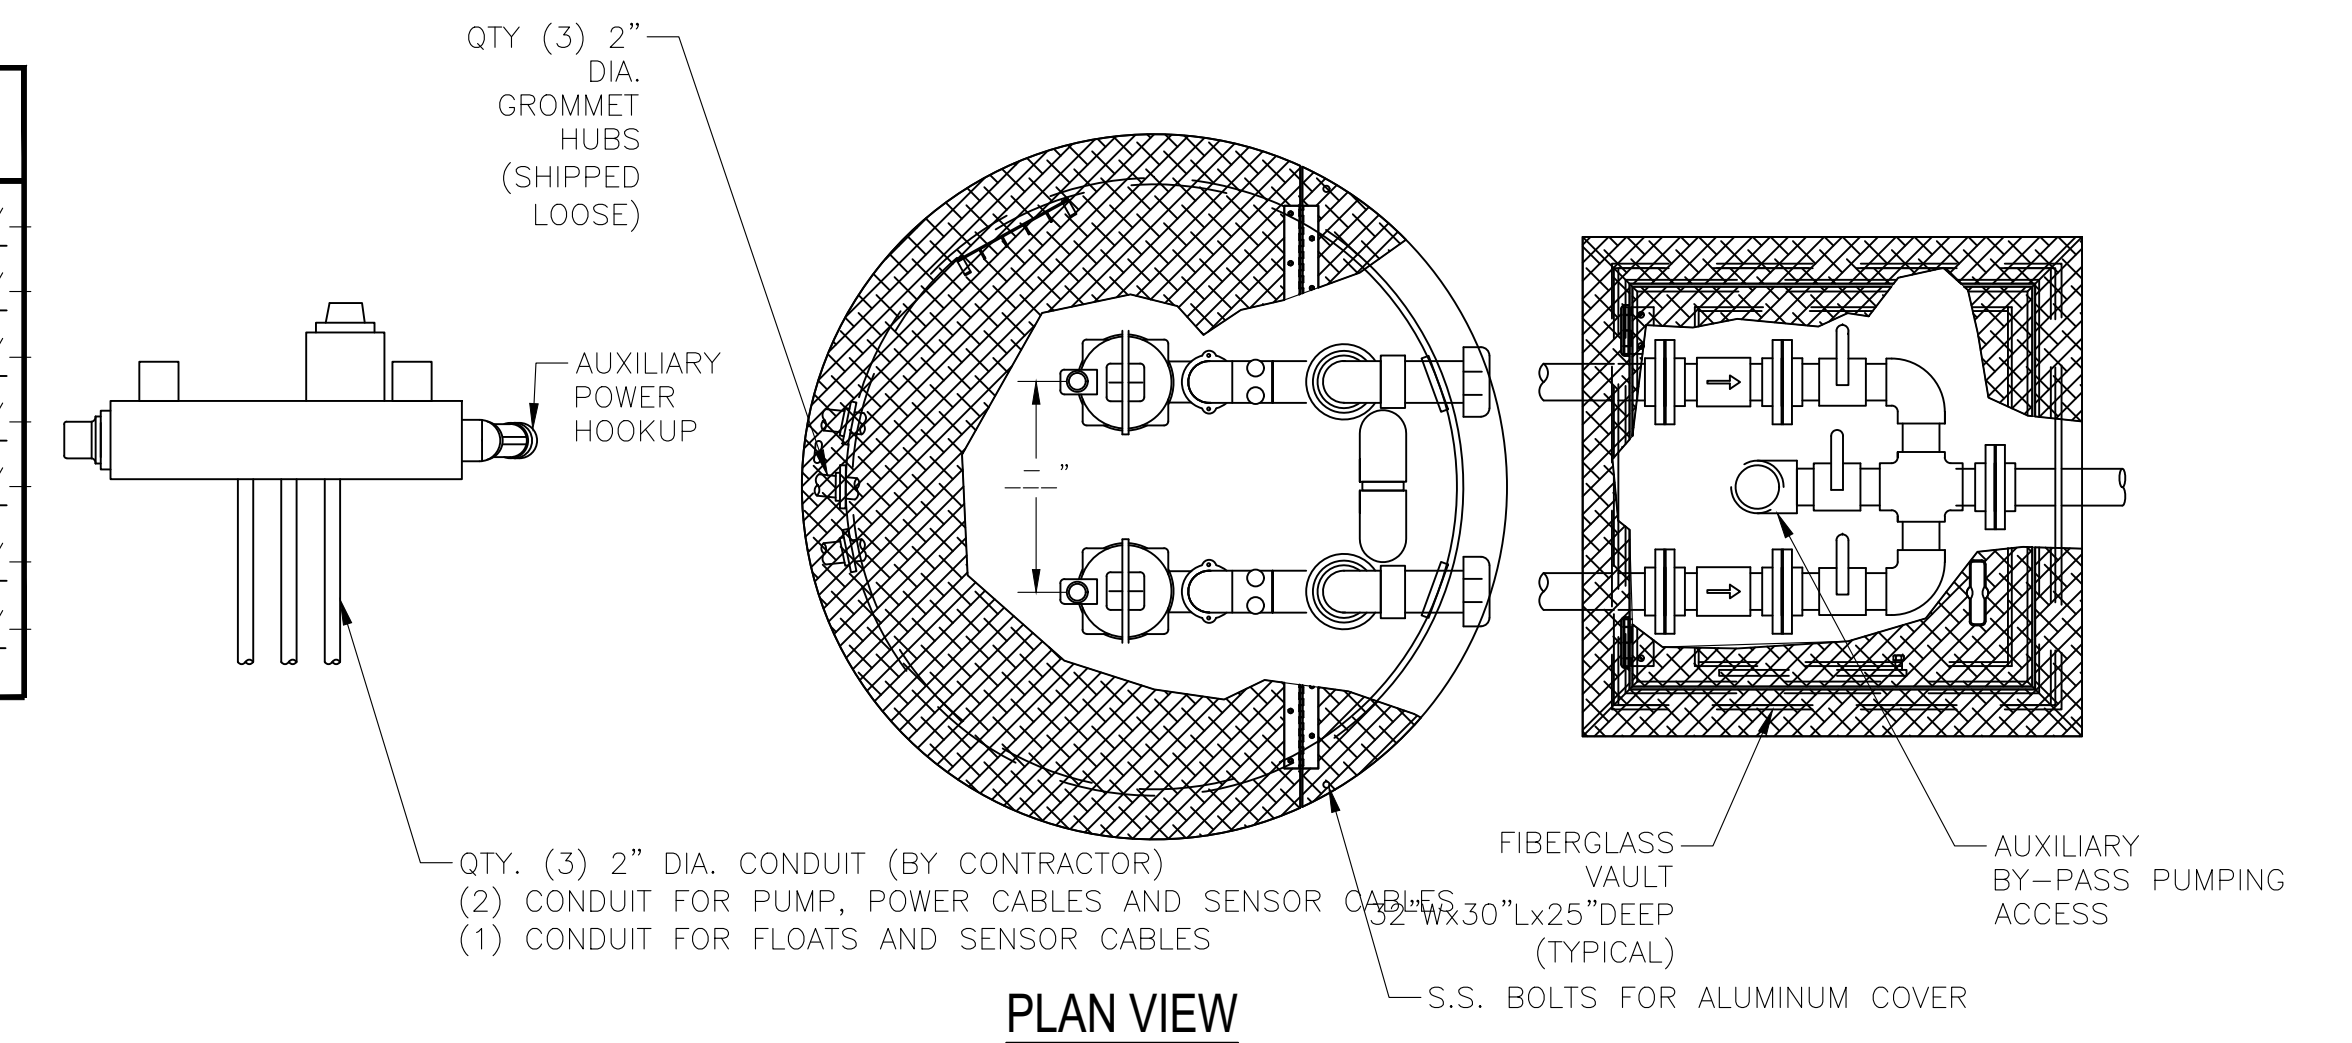 QTY (3) 2”
DIA.
GROMMET
HUBS
(SHIPPED
LOOSE)
AUXILIARY
POWER
HOOKUP
– ”
–––
QTY. (3) 2” DIA. CONDUIT (BY CONTRACTOR)
(2) CONDUIT FOR PUMP, POWER CABLES AND SENSOR CABLES
(1) CONDUIT FOR FLOATS AND SENSOR CABLES
FIBERGLASS
VAULT
32”Wx30”Lx25”DEEP
(TYPICAL)
AUXILIARY
BY–PASS PUMPING
ACCESS
S.S. BOLTS FOR ALUMINUM COVER
PLAN VIEW